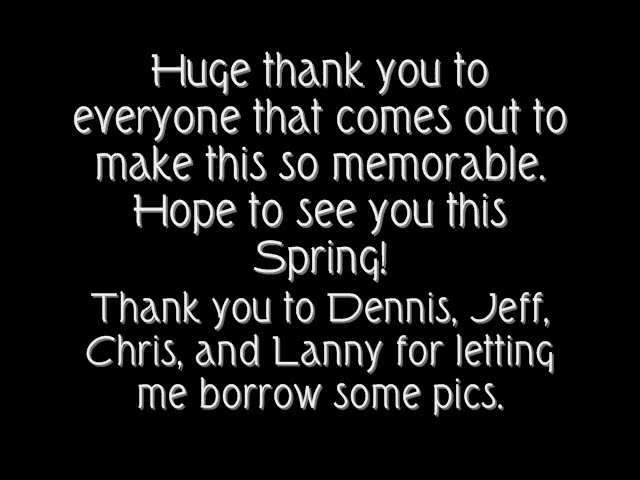 Huge thank you to
everyone that comes out to
make this so memorable.
Hope to see you this
Spring!
Thank you to Dennis, Jeff,
Chris, and Lanny for letting
me borrow some pics.